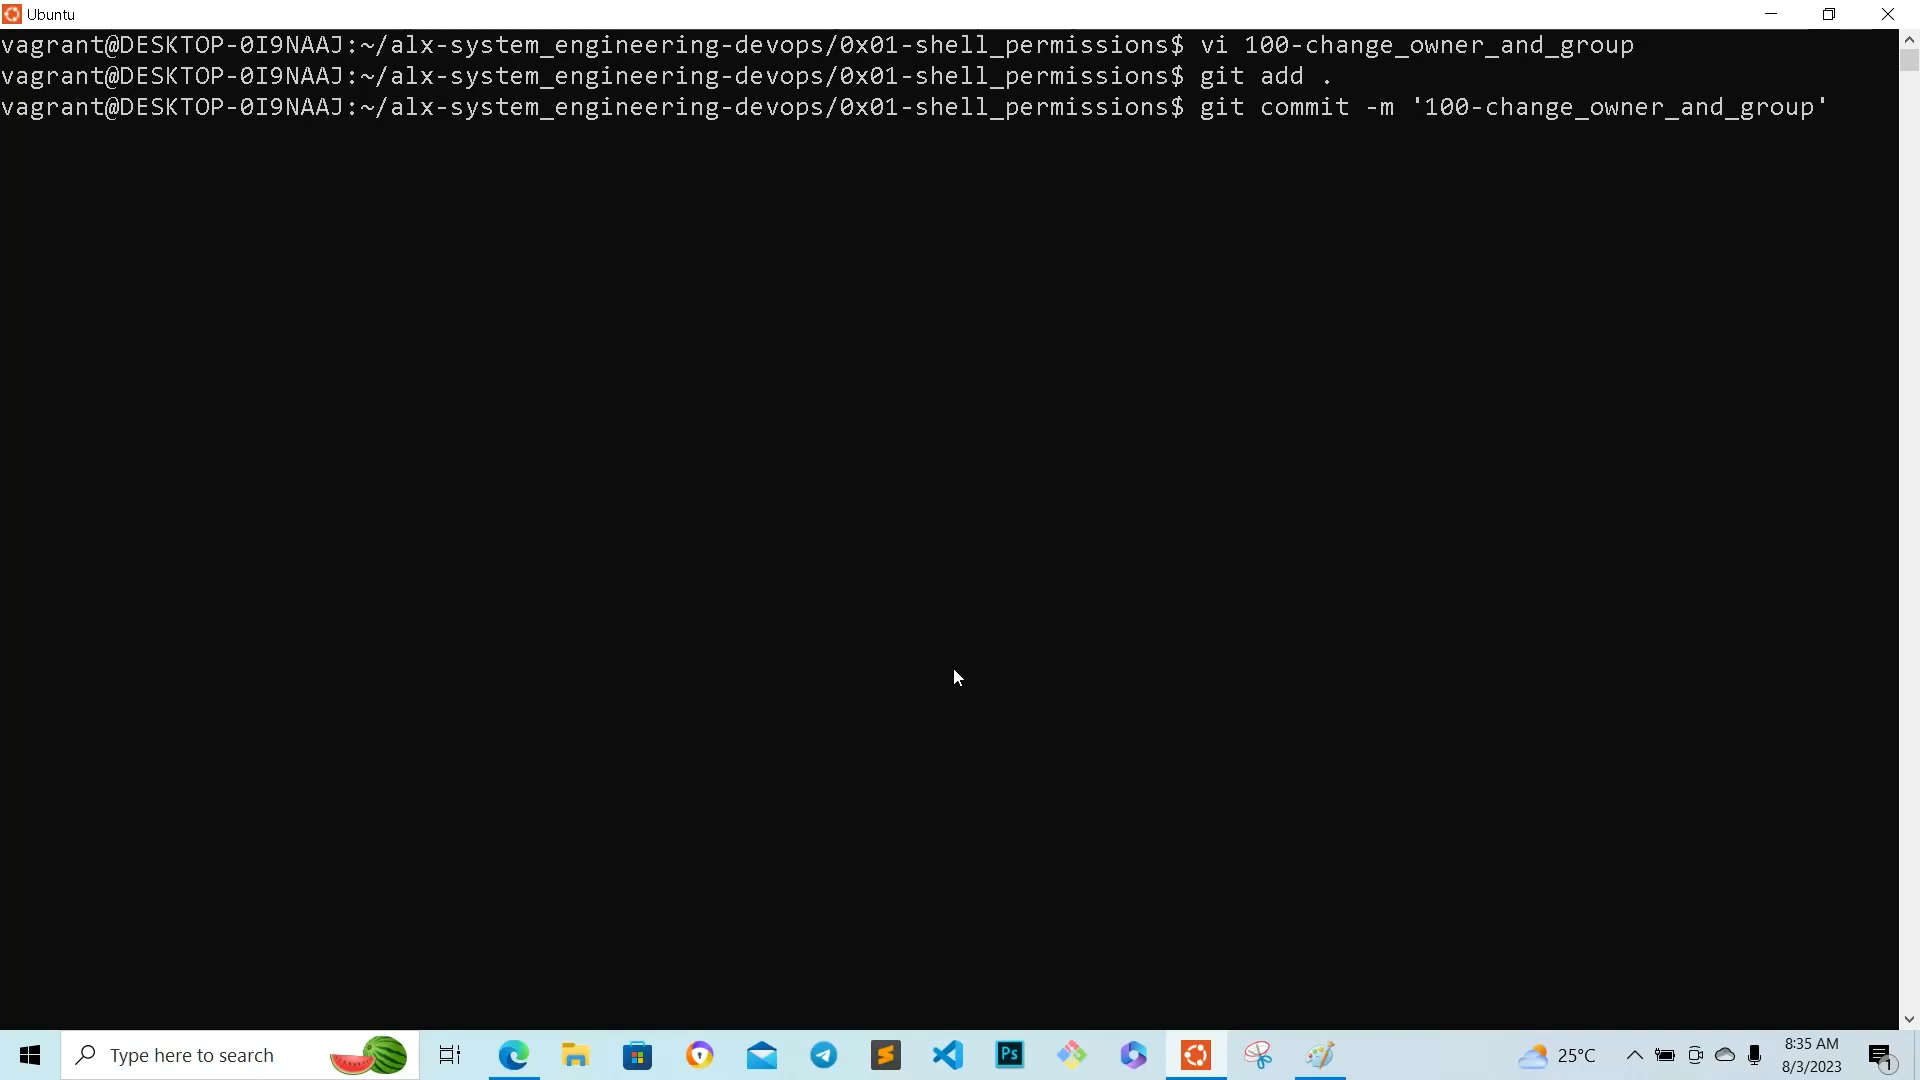 Ubuntu
vagrant@DESKTOP-0I9NAAJ:~/alx-system_engineering-devops/0x01-shell_permissions$ vi 100-change_owner_and_group
vagrant@DESKTOP-0I9NAAJ:~/alx-system_engineering-devops/0x01-shell_permissions$ git add .
vagrant@DESKTOP-0I9NAAJ:~/alx-system_engineering-devops/0x01-shell_permissions$ git commit -m '100-change_owner_and_group'
Type here to search
Ps
25°C
8:35 AM
8/3/2023
1